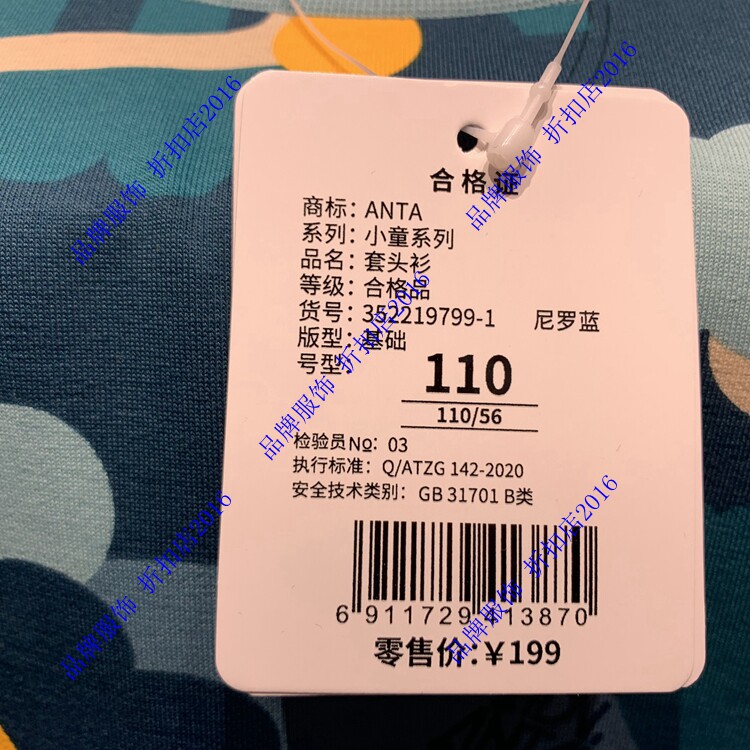 合格证
商标：ANTA
系列：小童系列
品名：套头衫
等级：合格品
货号：352219799-1 尼罗蓝
版型：基础
号型：110
110/56
检验员№：03
执行标准：Q/ATZG 142-2020
安全技术类别：GB 31701 B类
6 911729 413870
零售价：¥199
品牌服饰 折扣店2016
品牌服饰 折扣店2016
品牌服饰 折扣店2016
品牌服饰 折扣店2016
品牌服饰 折扣店2016